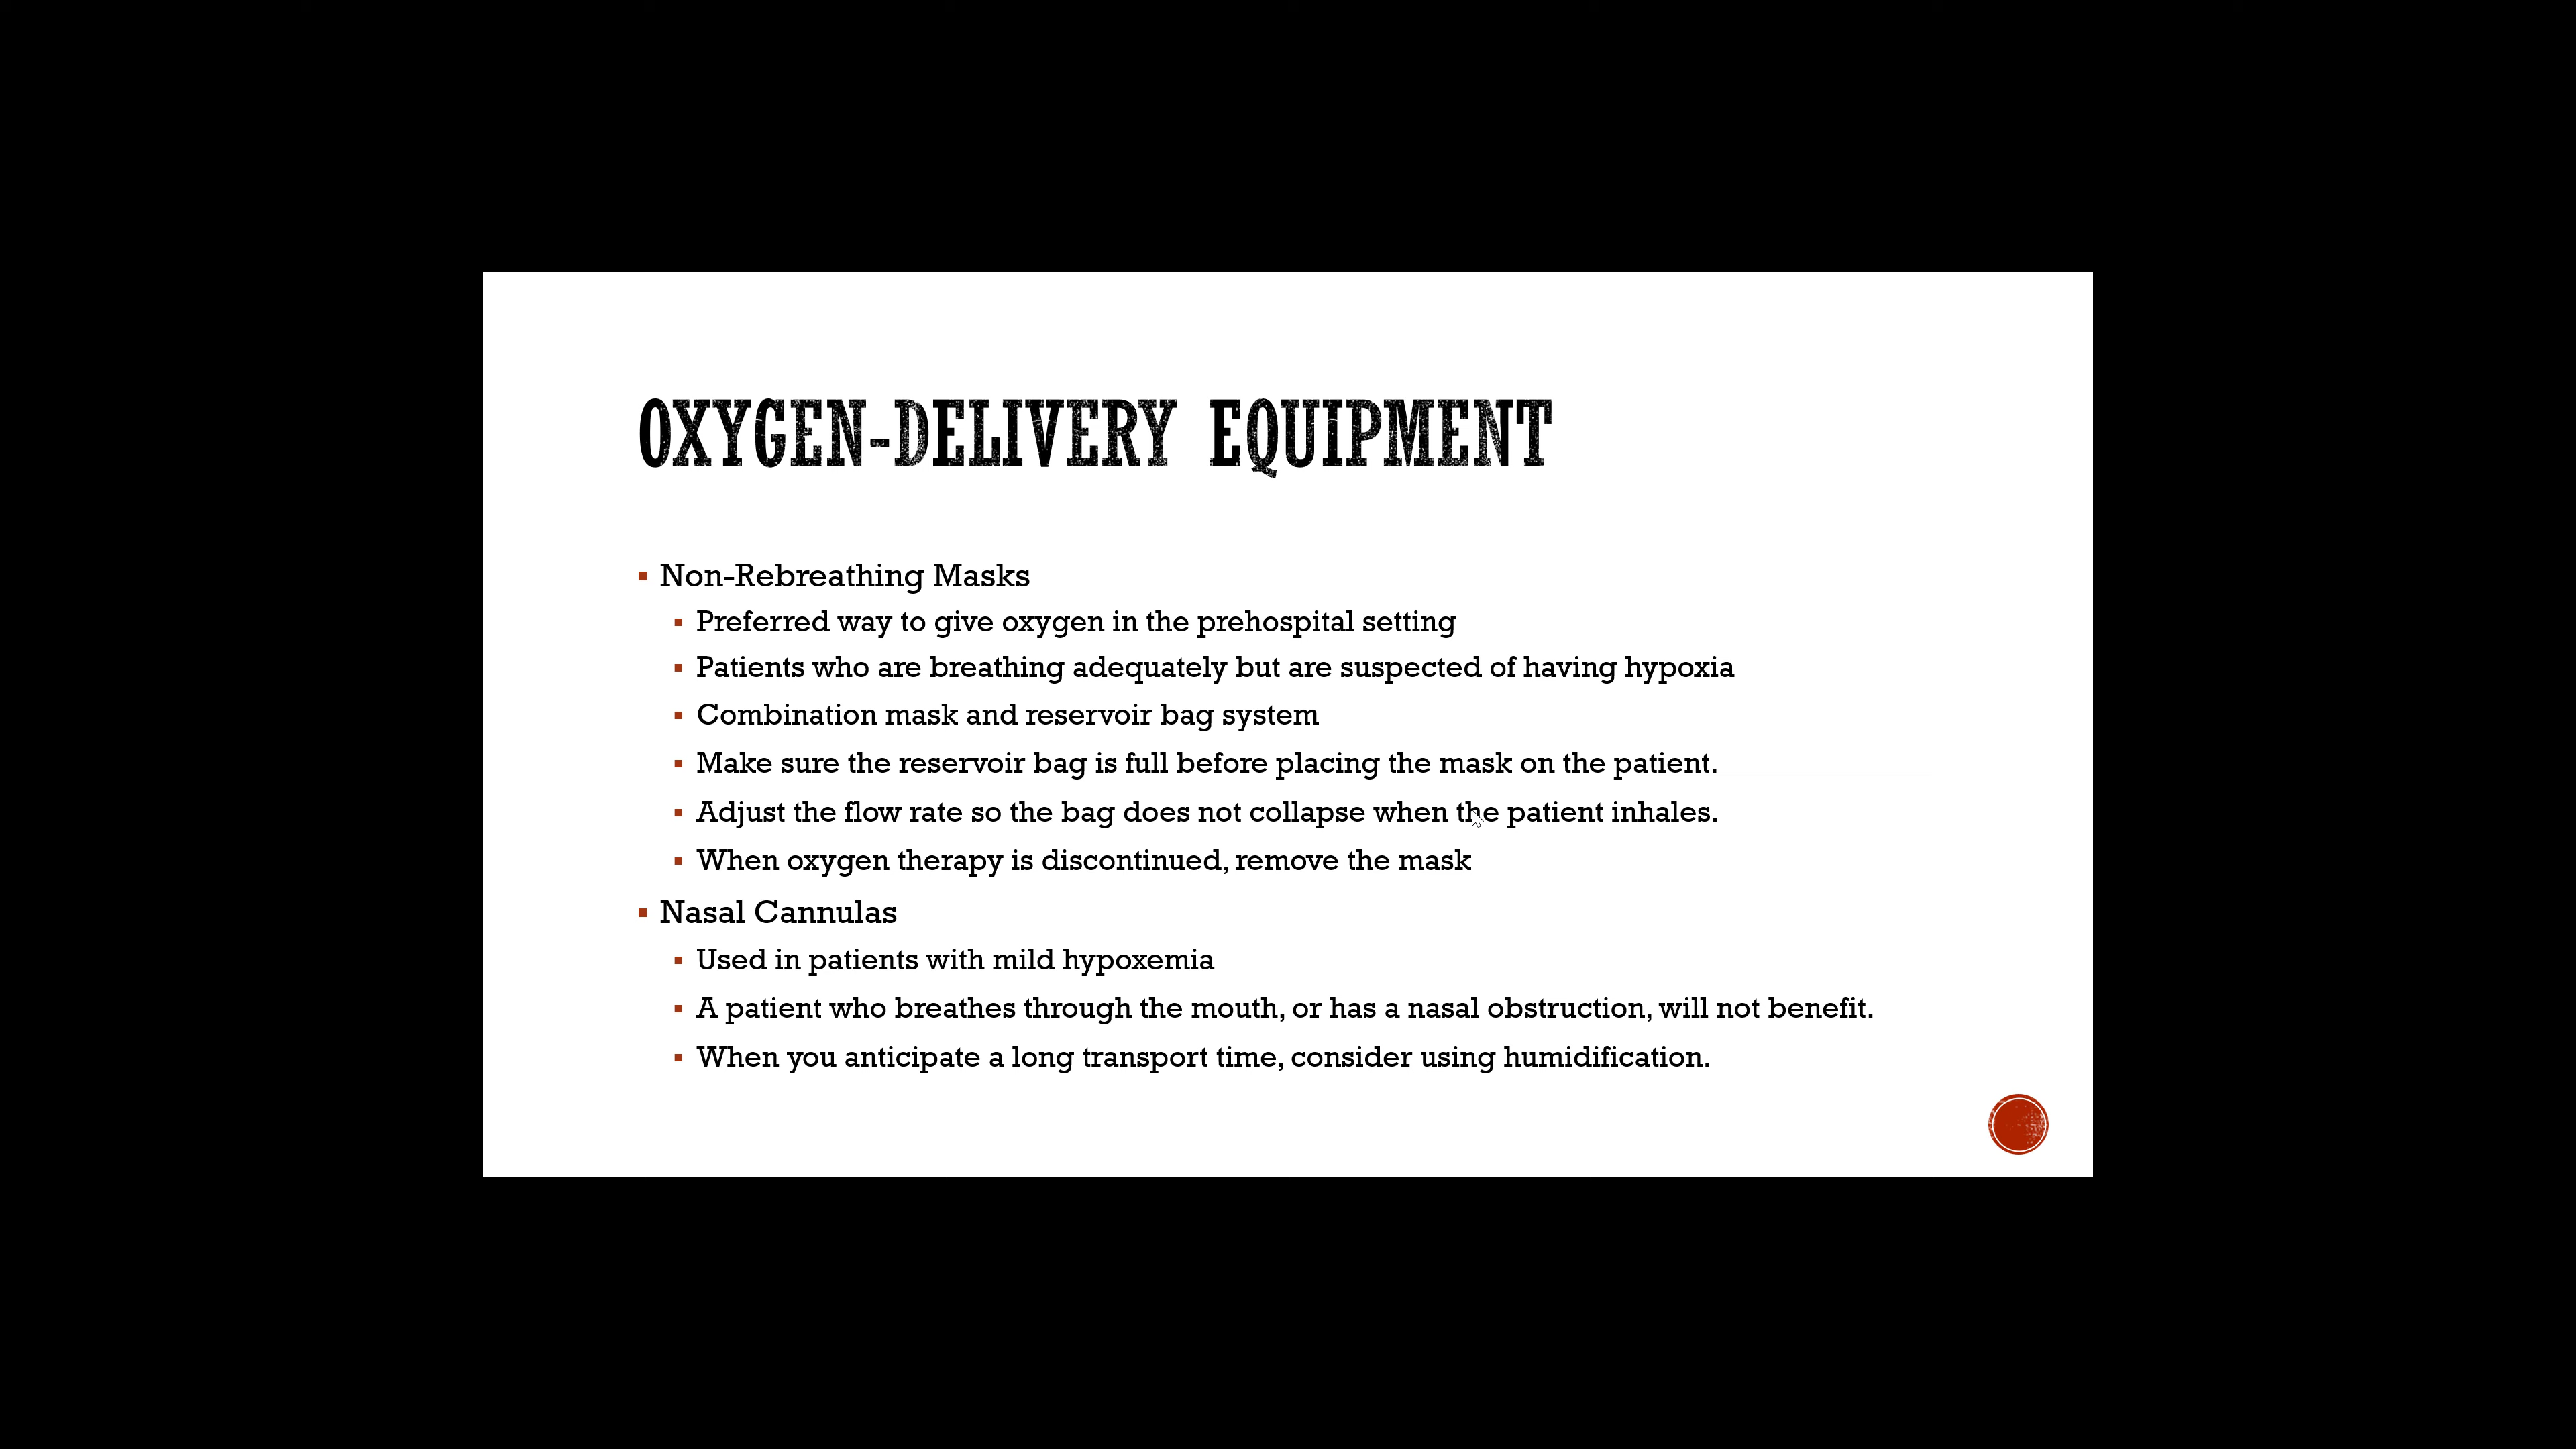 OXYGEN-DELIVERY EQUIPMENT
Non-Rebreathing Masks
Preferred way to give oxygen in the prehospital setting
Patients who are breathing adequately but are suspected of having hypoxia
Combination mask and reservoir bag system
Make sure the reservoir bag is full before placing the mask on the patient.
Adjust the flow rate so the bag does not collapse when the patient inhales.
When oxygen therapy is discontinued, remove the mask
Nasal Cannulas
Used in patients with mild hypoxemia
A patient who breathes through the mouth, or has a nasal obstruction, will not benefit.
When you anticipate a long transport time, consider using humidification.